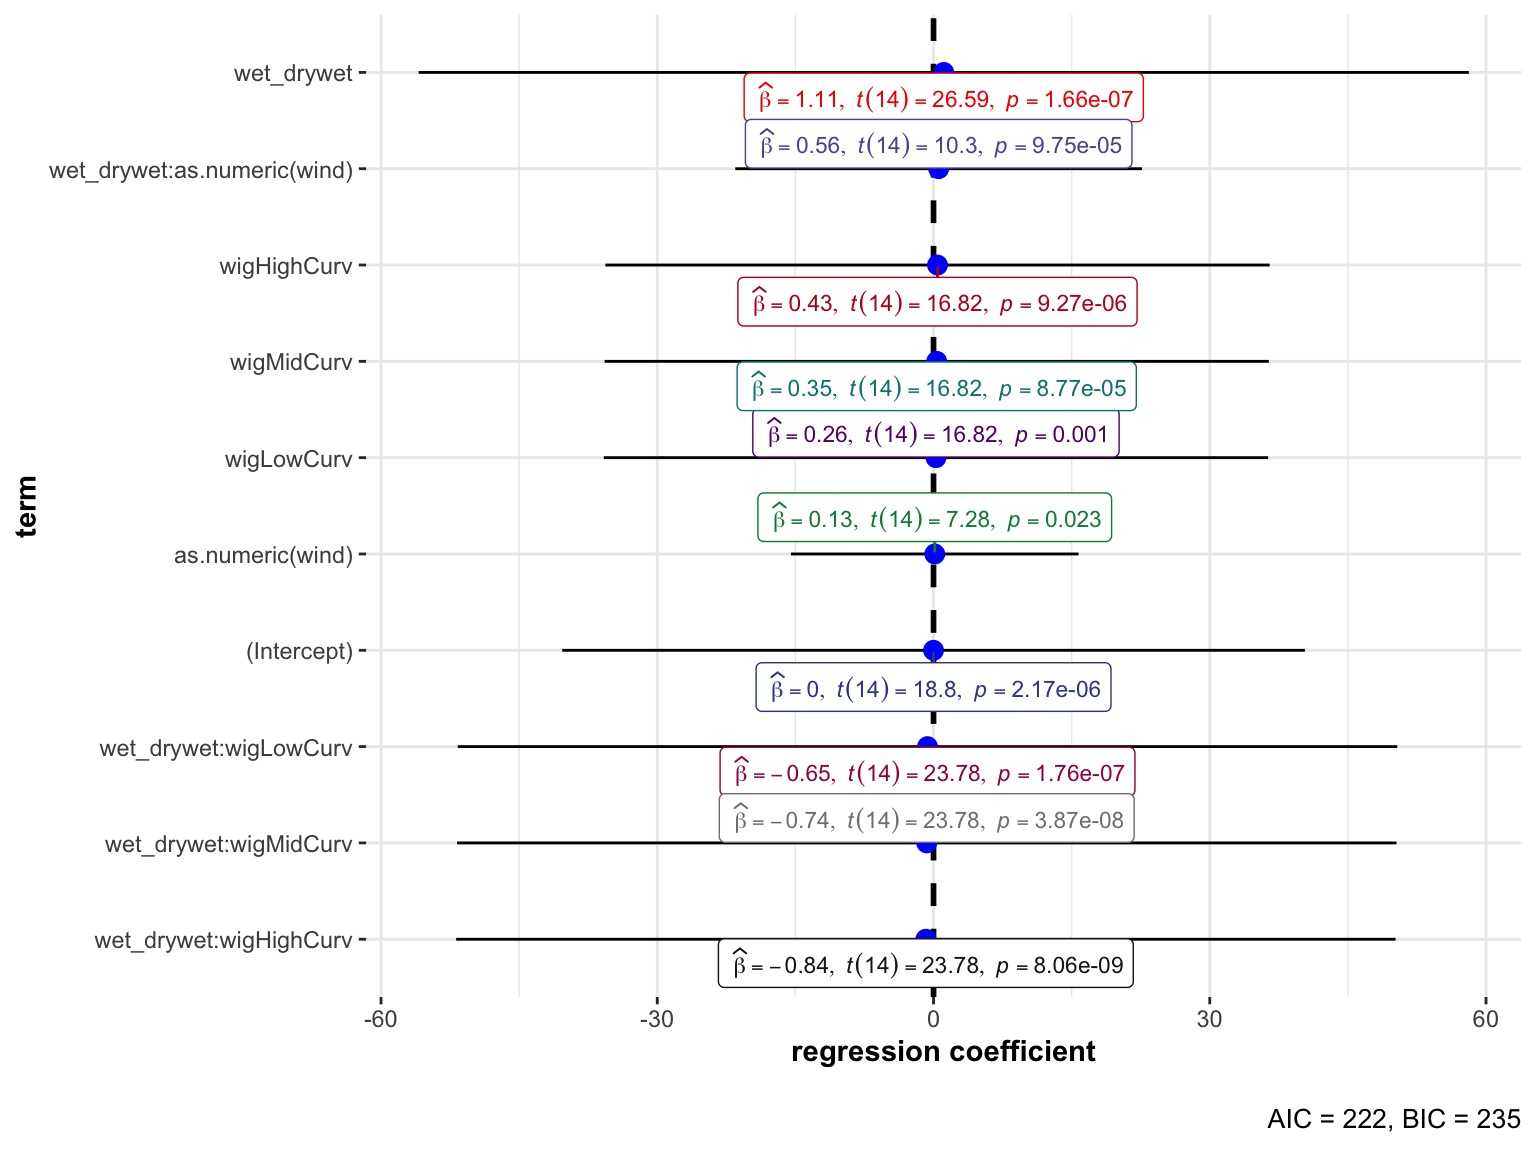 wet_drywet
β̂ = 1.11, t(14) = 26.59, p = 1.66e-07
β̂ = 0.56, t(14) = 10.3, p = 9.75e-05
wet_drywet:as.numeric(wind)
wigHighCurv
β̂ = 0.43, t(14) = 16.82, p = 9.27e-06
wigMidCurv
β̂ = 0.35, t(14) = 16.82, p = 8.77e-05
β̂ = 0.26, t(14) = 16.82, p = 0.001
wigLowCurv
term
β̂ = 0.13, t(14) = 7.28, p = 0.023
as.numeric(wind)
(Intercept)
β̂ = 0, t(14) = 18.8, p = 2.17e-06
wet_drywet:wigLowCurv
β̂ = −0.65, t(14) = 23.78, p = 1.76e-07
β̂ = −0.74, t(14) = 23.78, p = 3.87e-08
wet_drywet:wigMidCurv
wet_drywet:wigHighCurv
β̂ = −0.84, t(14) = 23.78, p = 8.06e-09
-60 -30 0 30 60
regression coefficient
AIC = 222, BIC = 235